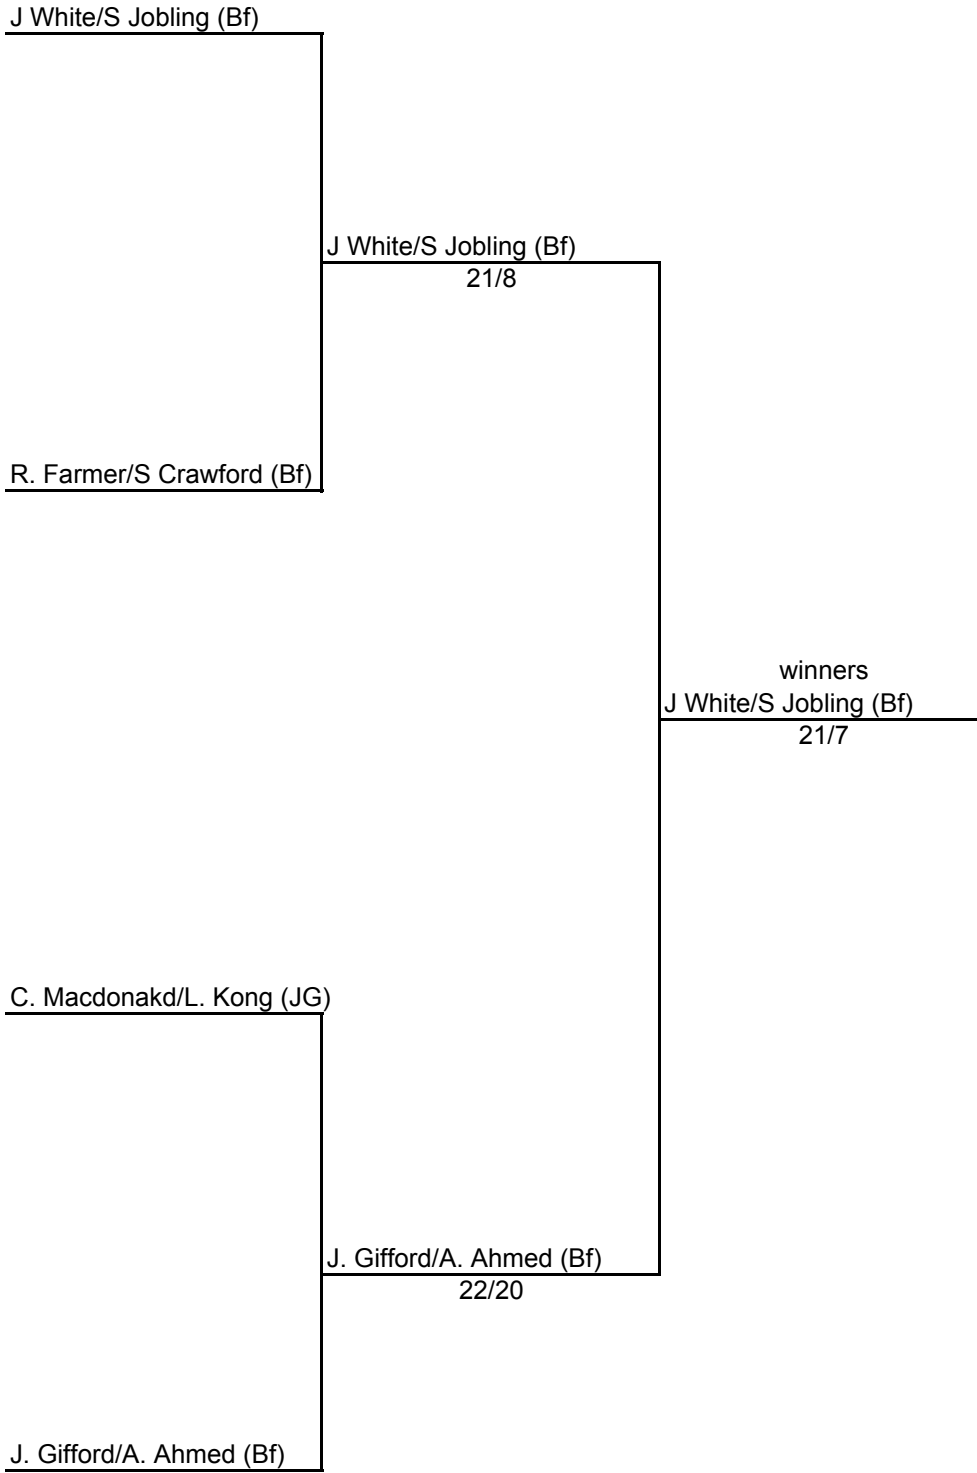 J White/S Jobling (Bf)
J White/S Jobling (Bf)
21/8
R. Farmer/S Crawford (Bf)
winners
J White/S Jobling (Bf)
21/7
C. Macdonakd/L. Kong (JG)
J. Gifford/A. Ahmed (Bf)
22/20
J. Gifford/A. Ahmed (Bf)